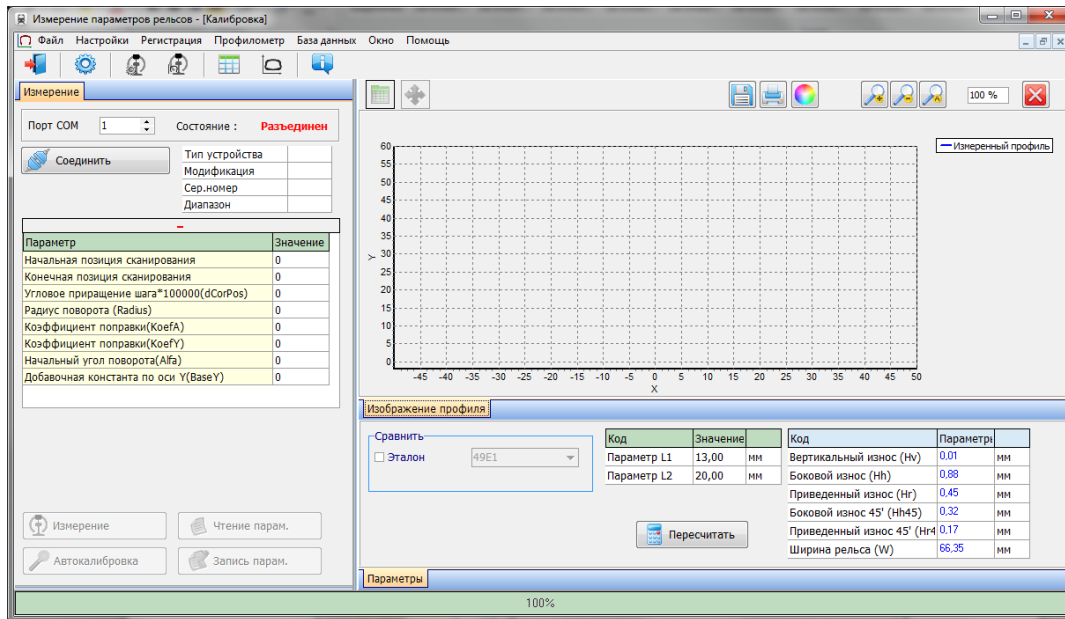 Измерение параметров рельсов - [Калибровка]
Файл Настройки Регистрация Профилометр База данных Окно Помощь
Измерение
Порт COM 1 Состояние : Разъединен
Соединить
Тип устройства
Модификация
Сер.номер
Диапазон
–
Параметр Значение
Начальная позиция сканирования 0
Конечная позиция сканирования 0
Угловое приращение шага*100000(dCorPos) 0
Радиус поворота (Radius) 0
Коэффициент поправки(KoefA) 0
Коэффициент поправки(KoefY) 0
Начальный угол поворота(Alfa) 0
Добавочная константа по оси Y(BaseY) 0
Измерение
Чтение парам.
Автокалибровка
Запись парам.
100 %
60
55
50
45
40
35
30
25
20
15
10
5
0
Y
-45 -40 -35 -30 -25 -20 -15 -10 -5 0 5 10 15 20 25 30 35 40 45 50
X
Измеренный профиль
Изображение профиля
Сравнить
Эталон 49E1
Код Значение
Параметр L1 13,00 мм
Параметр L2 20,00 мм
Пересчитать
Код Параметры
Вертикальный износ (Hv) 0,01 мм
Боковой износ (Hh) 0,88 мм
Приведенный износ (Hr) 0,45 мм
Боковой износ 45' (Hh45) 0,32 мм
Приведенный износ 45' (Hr4 0,17 мм
Ширина рельса (W) 66,35 мм
Параметры
100%